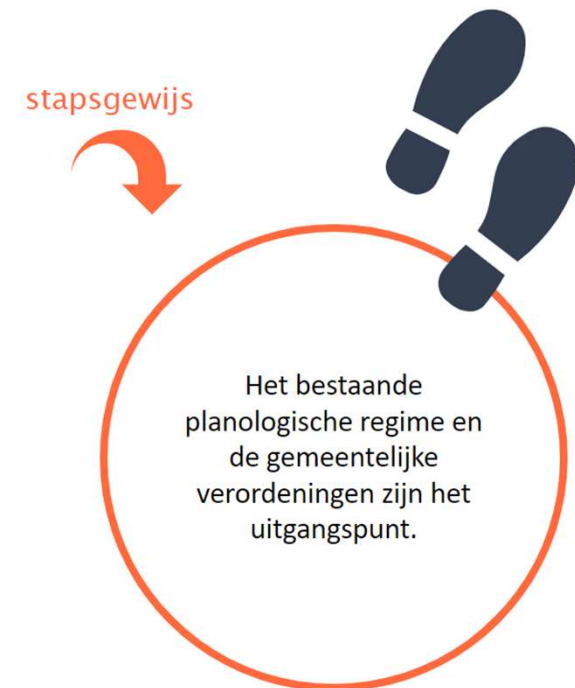 stapsgewijs
Het bestaande
planologische regime en
de gemeentelijke
verordeningen zijn het
uitgangspunt.